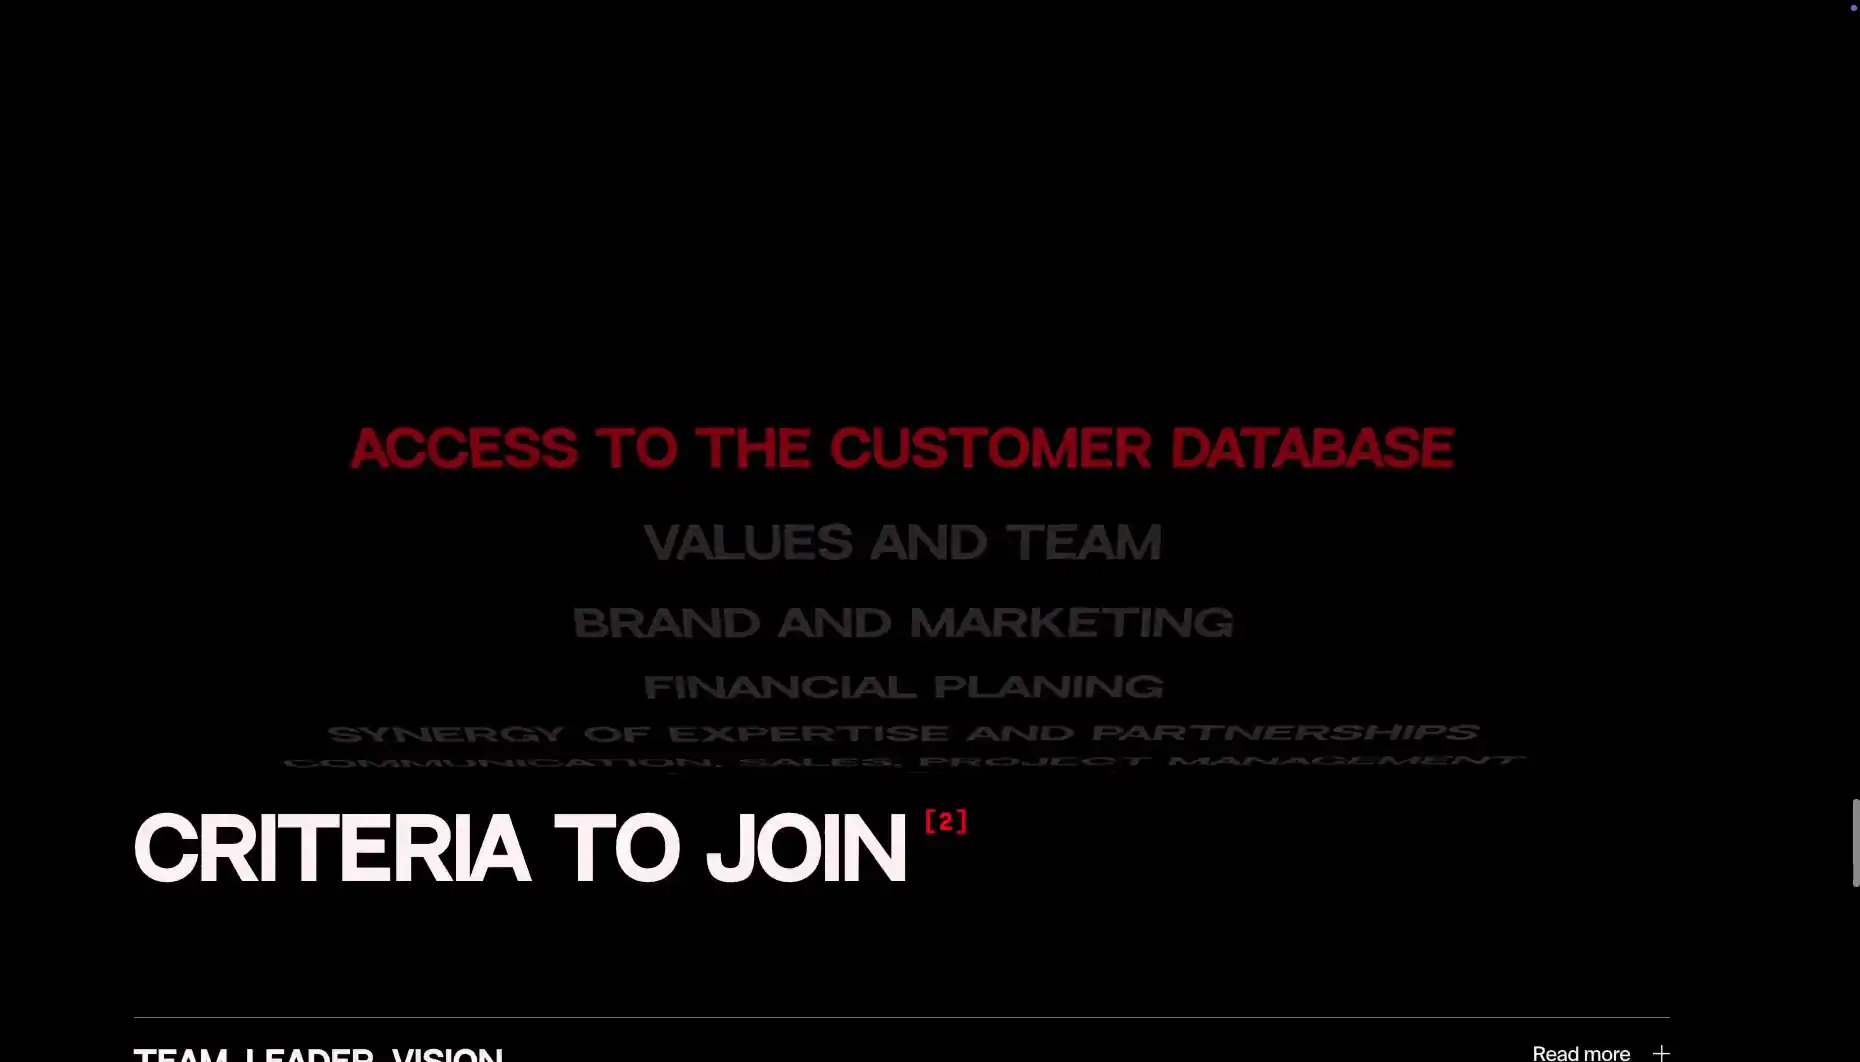 ACCESS TO THE CUSTOMER DATABASE
VALUES AND TEAM
BRAND AND MARKETING
FINANCIAL PLANING
SYNERGY OF EXPERTISE AND PARTNERSHIPS
COMMUNICATION, SALES, PROJECT MANAGEMENT
CRITERIA TO JOIN [2]
TEAM, LEADER, VISION
Read more +